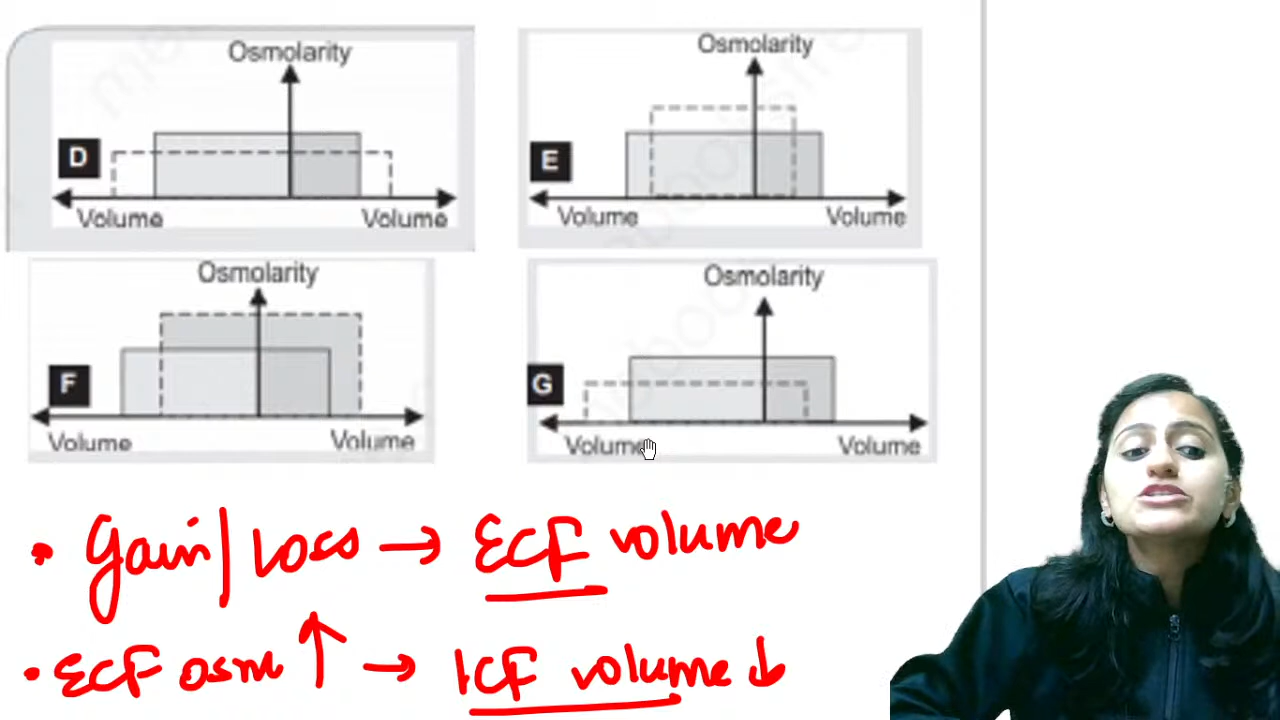 Osmolarity
D
Volume
Volume
Osmolarity
E
Volume
Volume
Osmolarity
F
Volume
Volume
Osmolarity
G
Volume
Volume
• Gain/Loss → ECF volume
• ECF osm ↑ → ICF volume ↓